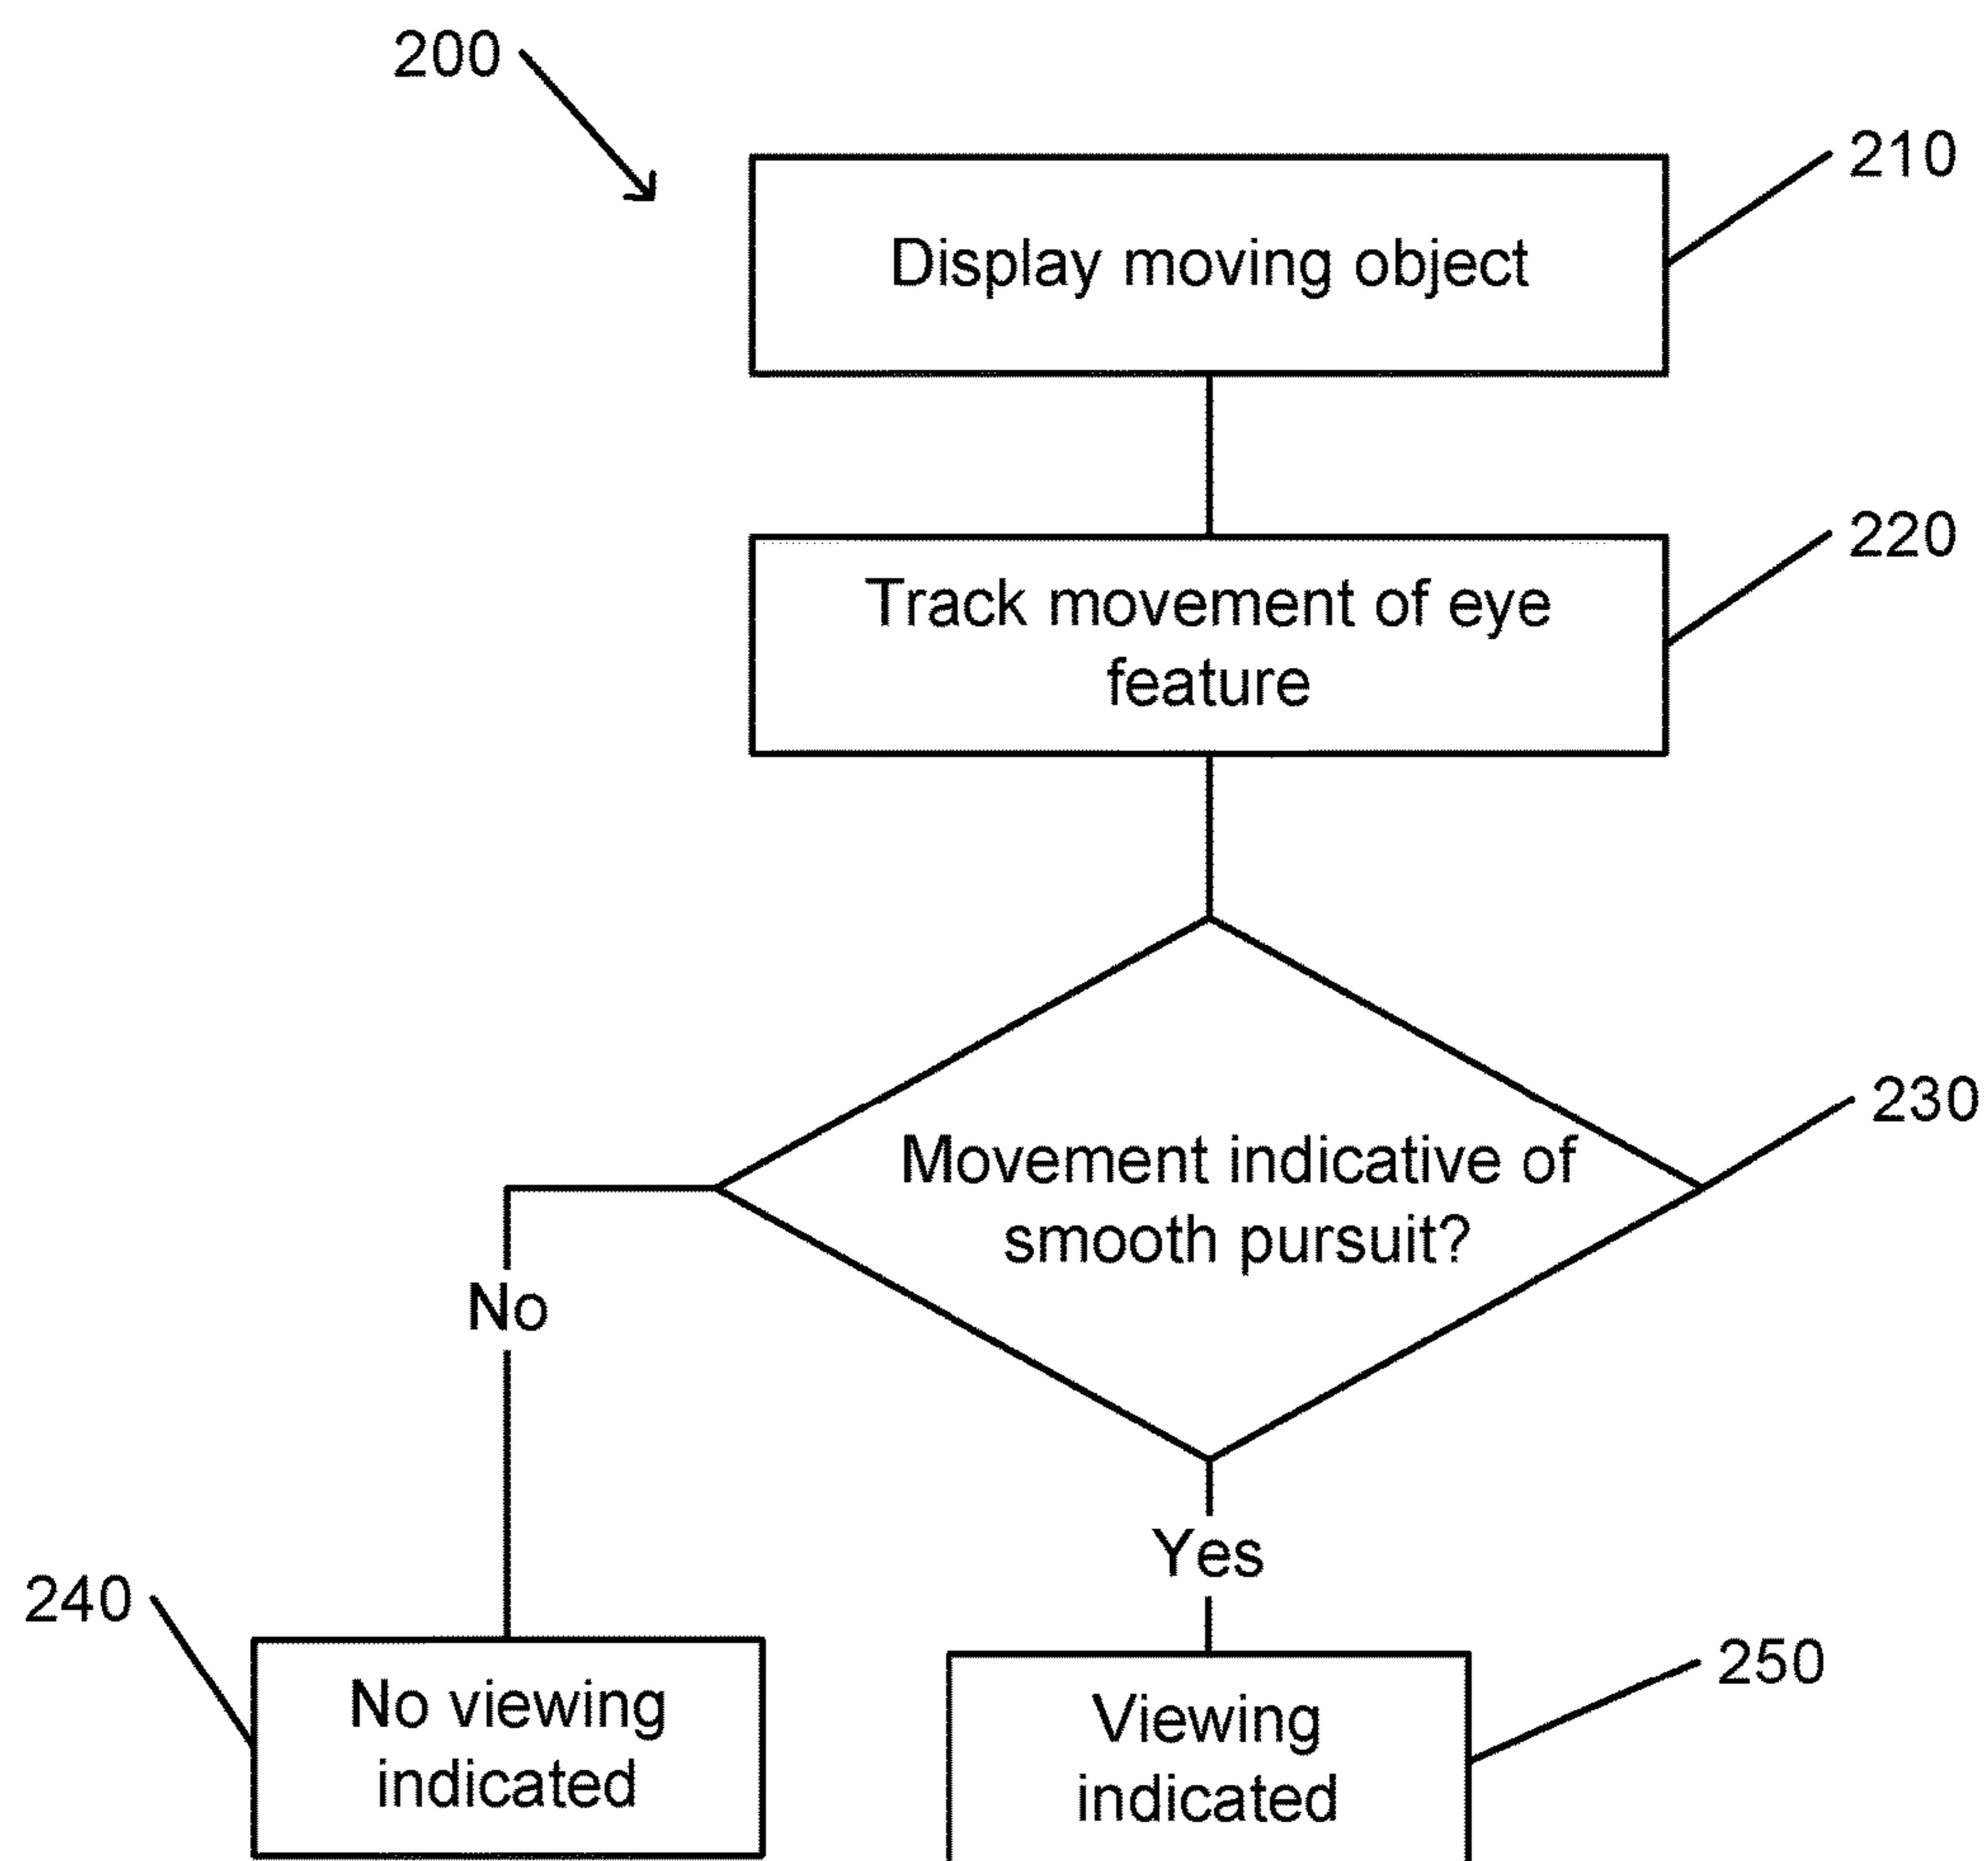 200
210
Display moving object
220
Track movement of eye
feature
230
Movement indicative of
smooth pursuit?
No
Yes
240
No viewing
indicated
250
Viewing
indicated